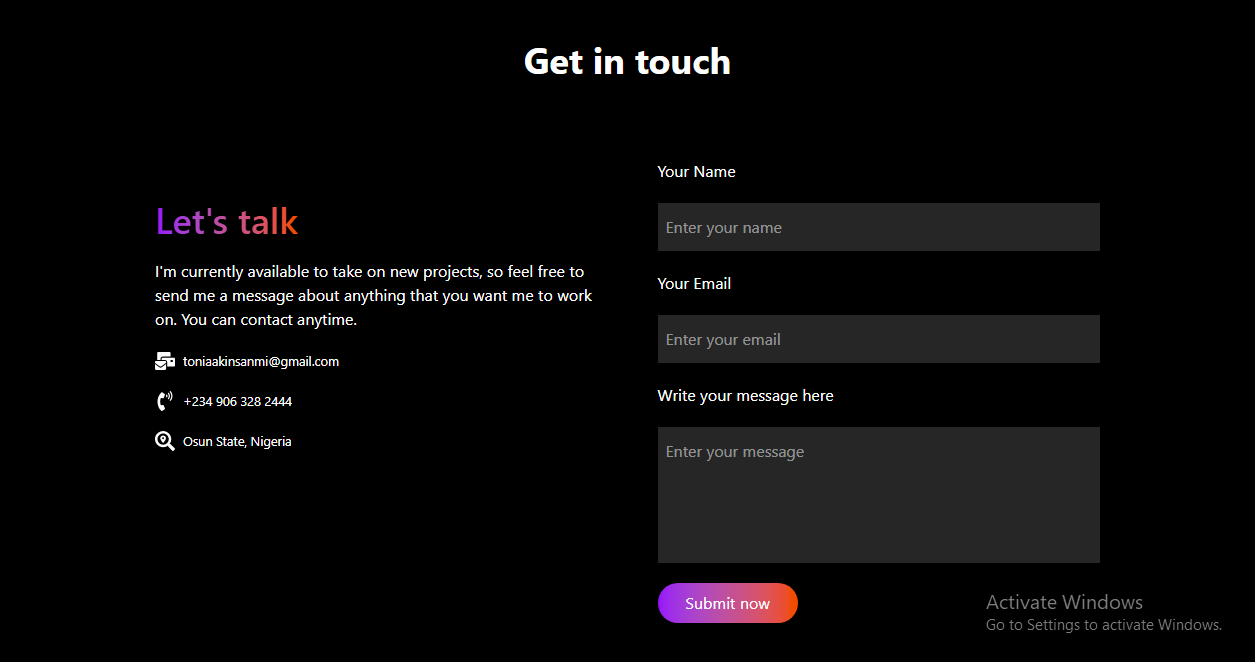 Get in touch
Let's talk
I'm currently available to take on new projects, so feel free to
send me a message about anything that you want me to work
on. You can contact anytime.
toniaakinsanmi@gmail.com
+234 906 328 2444
Osun State, Nigeria
Your Name
Enter your name
Your Email
Enter your email
Write your message here
Enter your message
Submit now
Activate Windows
Go to Settings to activate Windows.